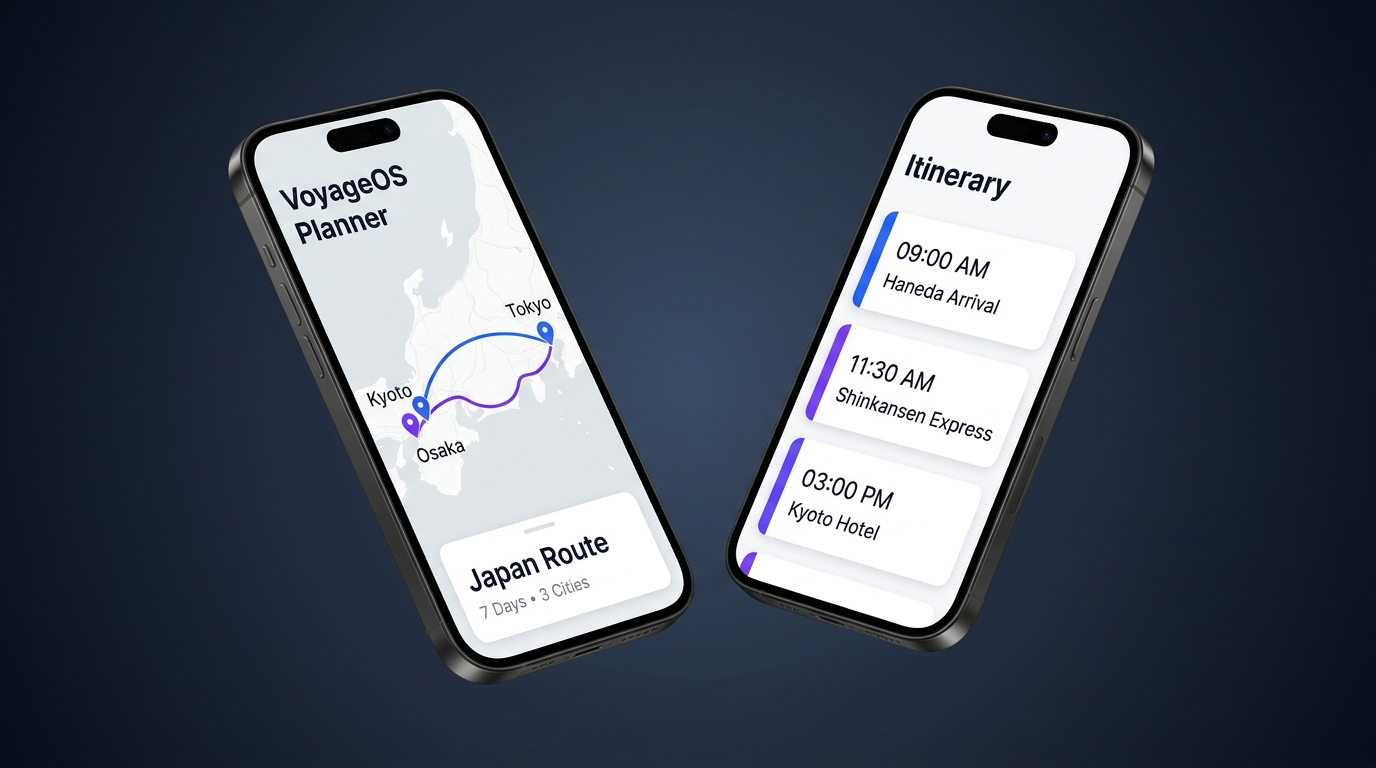 VoyageOS
Planner
Tokyo
Kyoto
Osaka
Japan Route
7 Days • 3 Cities
Itinerary
09:00 AM
Haneda Arrival
11:30 AM
Shinkansen Express
03:00 PM
Kyoto Hotel